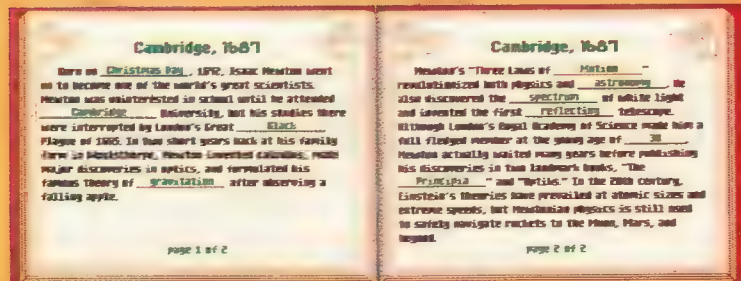 Cambridge, 1687
Born on Christmas Day, 1642, Isaac Newton went
on to become one of the world's great scientists.
Newton was uninterested in school until he attended
Cambridge University, but his studies there
were interrupted by London's Great Black
Plague of 1665. In two short years back at his family
farm in Woolsthorpe, Newton invented calculus, made
major discoveries in optics, and formulated his
famous theory of gravitation after observing a
falling apple.
page 1 of 2
Cambridge, 1687
Newton's "Three Laws of Motion"
revolutionized both physics and astronomy. He
also discovered the spectrum of white light
and invented the first reflecting telescope.
Although London's Royal Academy of Science made him a
full fledged member at the young age of 30
Newton actually waited many years before publishing
his discoveries in two landmark books, "The
Principia" and "Optiks." In the 20th century,
Einstein's theories have prevailed at atomic sizes and
extreme speeds, but Newtonian physics is still used
to safely navigate rockets to the Moon, Mars, and
beyond.
page 2 of 2